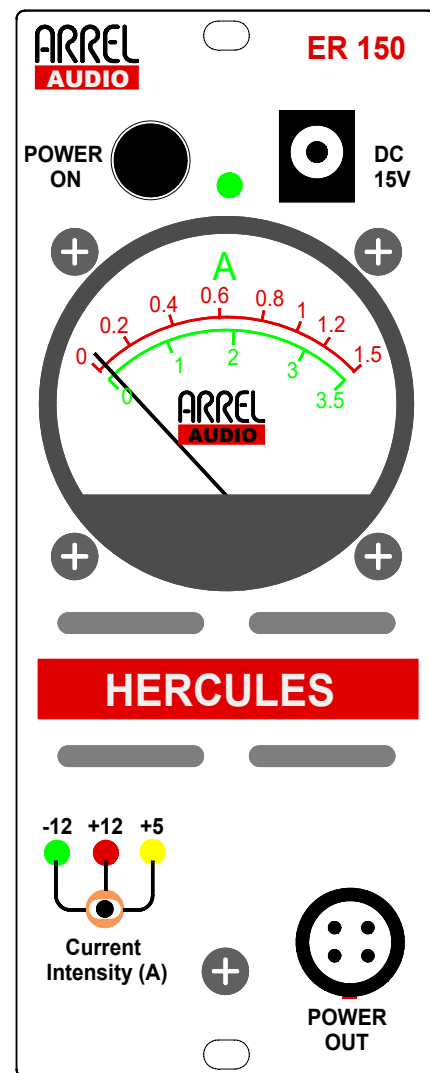 ARREL
AUDIO
ER 150
POWER
ON
DC
15V
A
0 0.2 0.4 0.6 0.8 1 1.2 1.5
0 1 2 3 3.5
ARREL
AUDIO
HERCULES
-12 +12 +5
Current
Intensity (A)
POWER
OUT